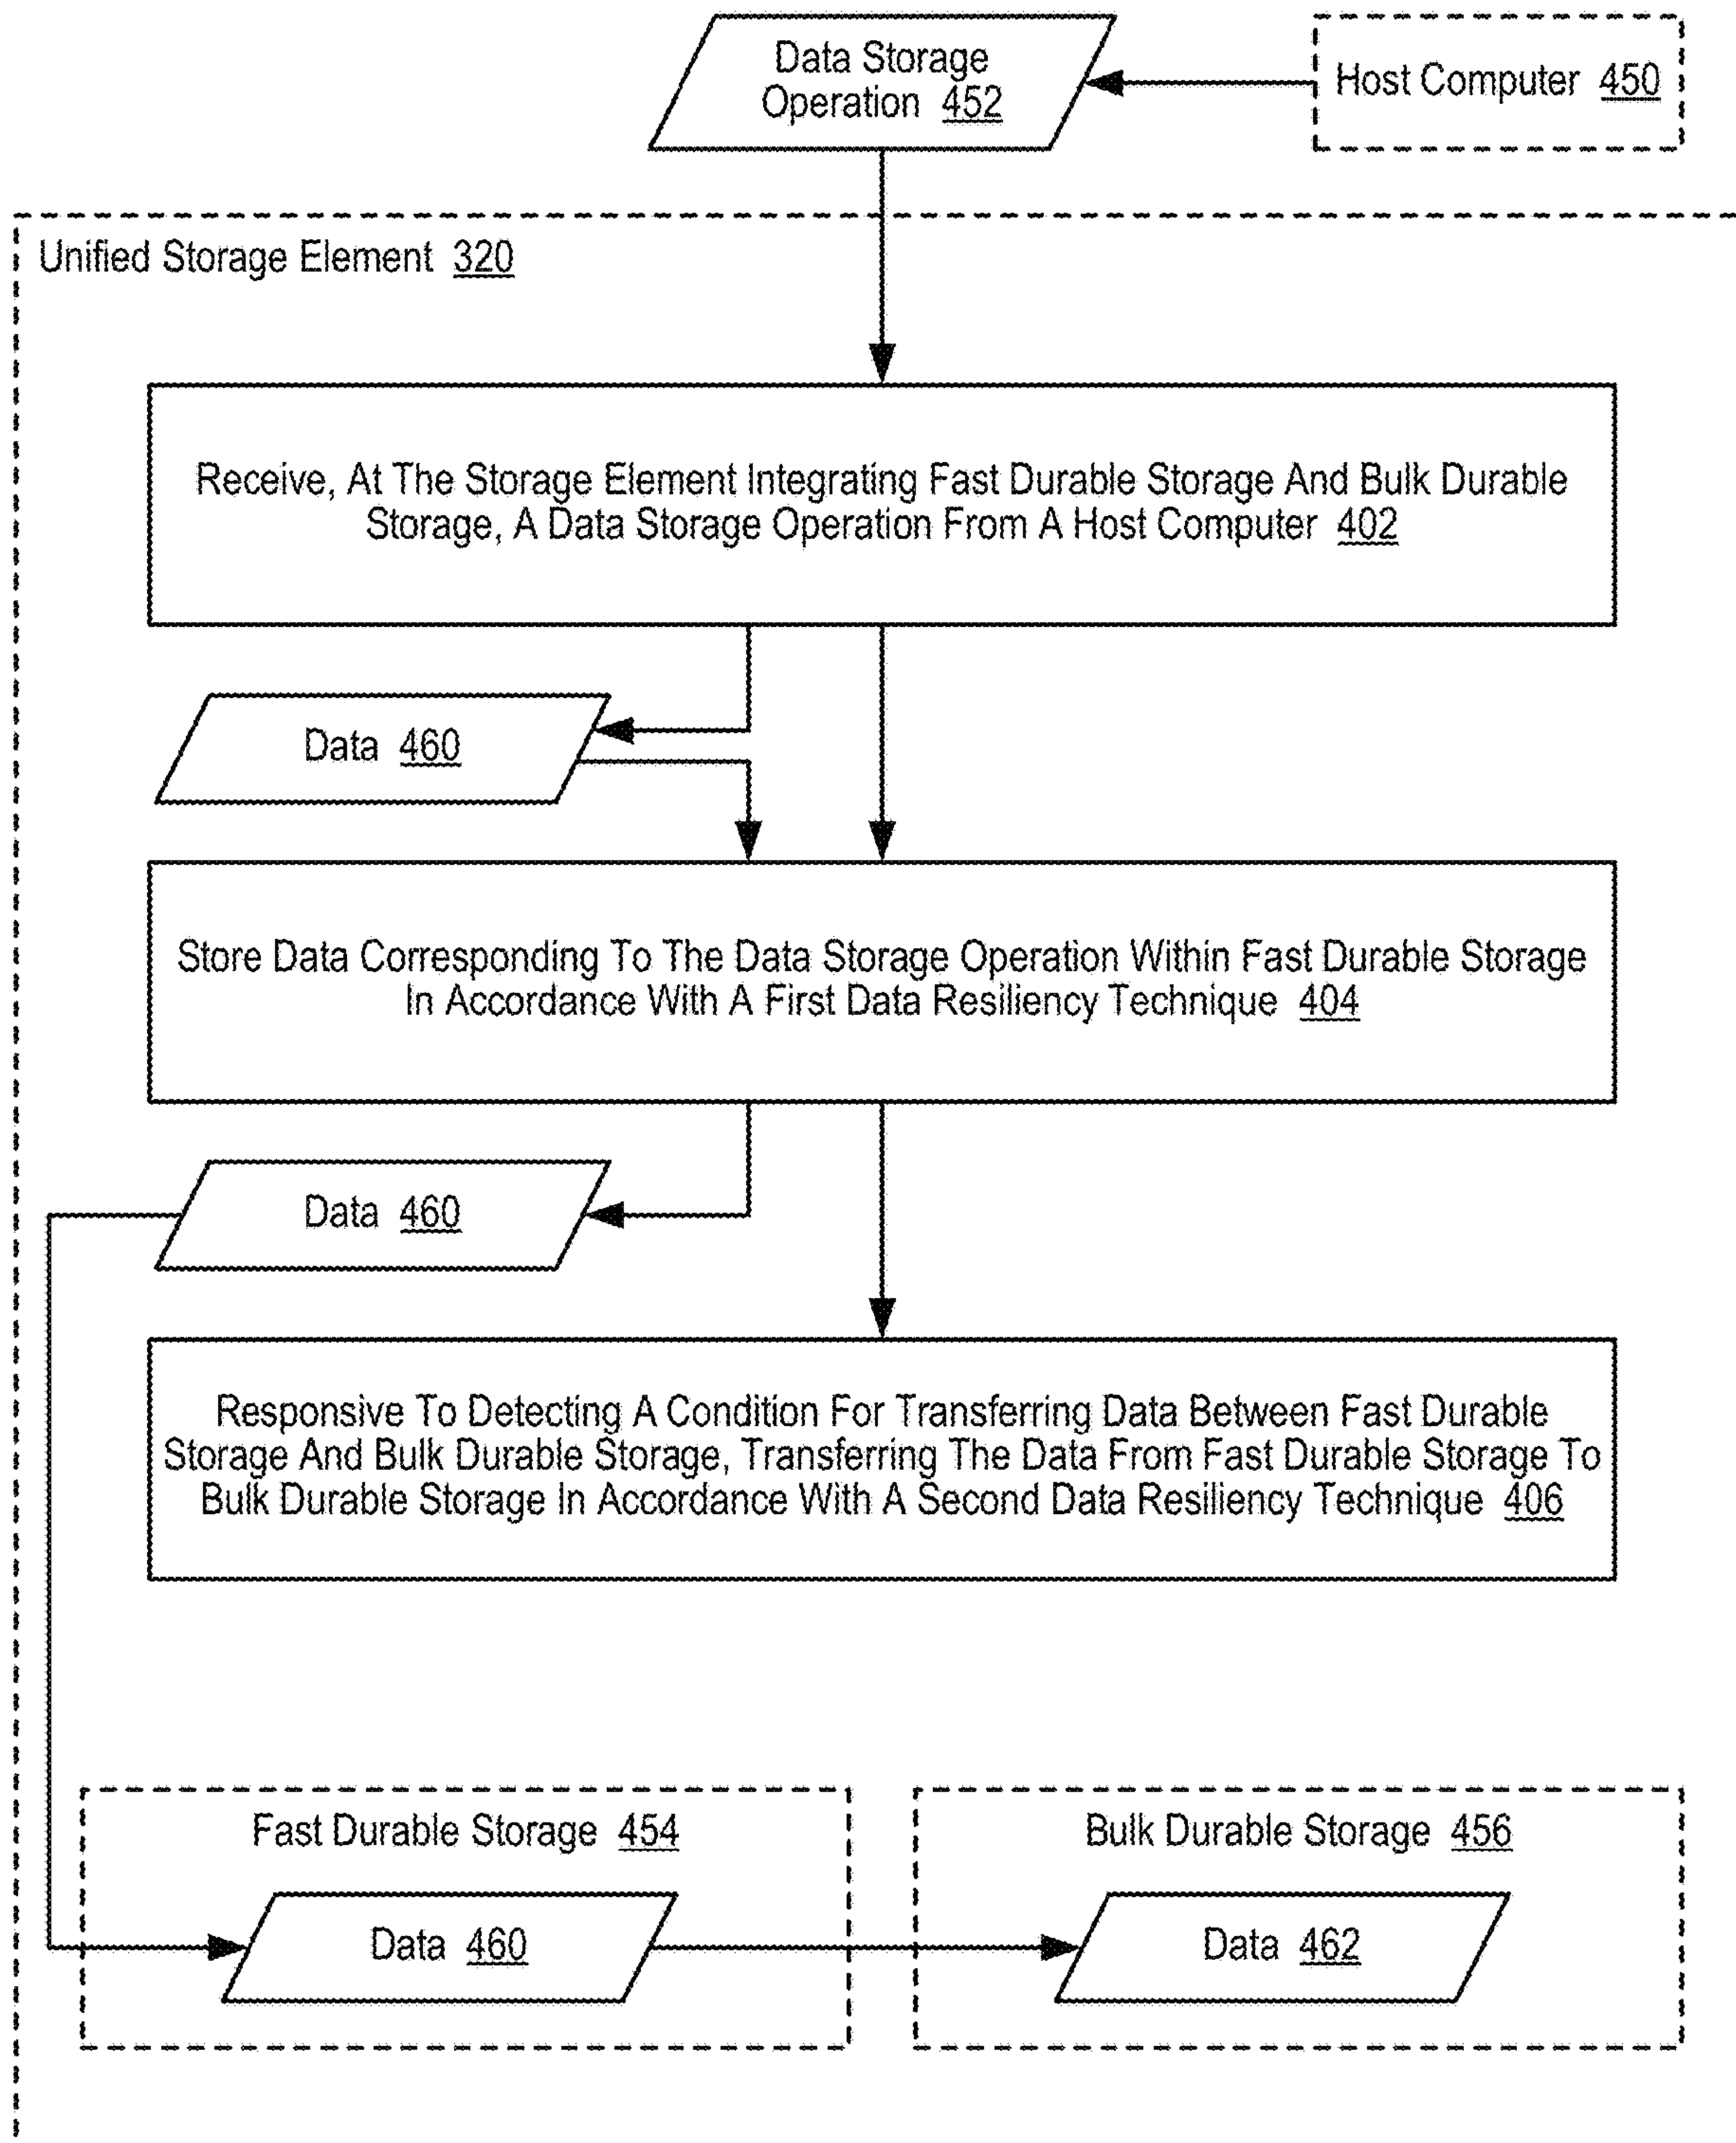 Data Storage
Operation 452
Host Computer 450
Unified Storage Element 320
Receive, At The Storage Element Integrating Fast Durable Storage And Bulk Durable
Storage, A Data Storage Operation From A Host Computer 402
Data 460
Store Data Corresponding To The Data Storage Operation Within Fast Durable Storage
In Accordance With A First Data Resiliency Technique 404
Data 460
Responsive To Detecting A Condition For Transferring Data Between Fast Durable
Storage And Bulk Durable Storage, Transferring The Data From Fast Durable Storage To
Bulk Durable Storage In Accordance With A Second Data Resiliency Technique 406
Fast Durable Storage 454
Data 460
Bulk Durable Storage 456
Data 462